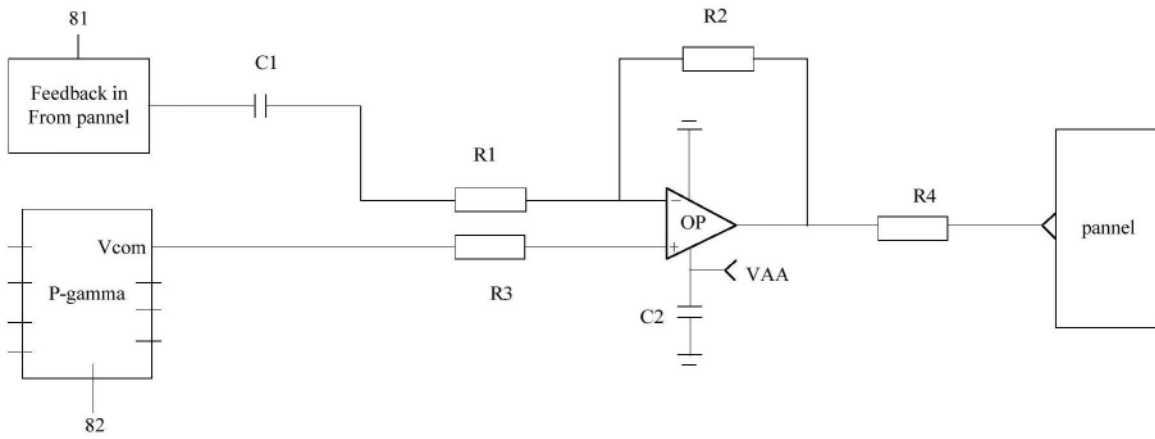 81
R2
Feedback in
From pannel
C1
R1
R4
−
OP
+
pannel
Vcom
P-gamma
R3
VAA
C2
82